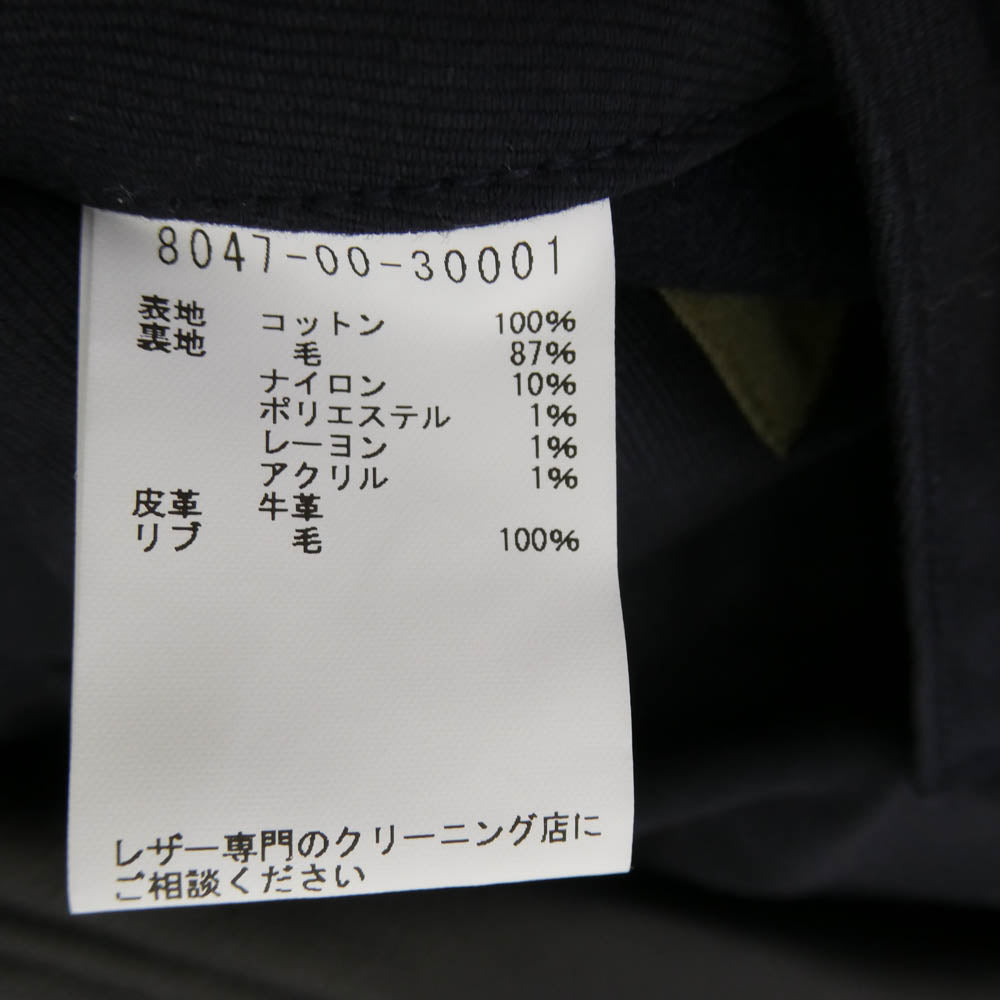 8047-00-30001
表地 コットン 100%
裏地 毛 87%
ナイロン 10%
ポリエステル 1%
レーヨン 1%
アクリル 1%
皮革 牛革
リブ 毛 100%
レザー専門のクリーニング店に
ご相談ください